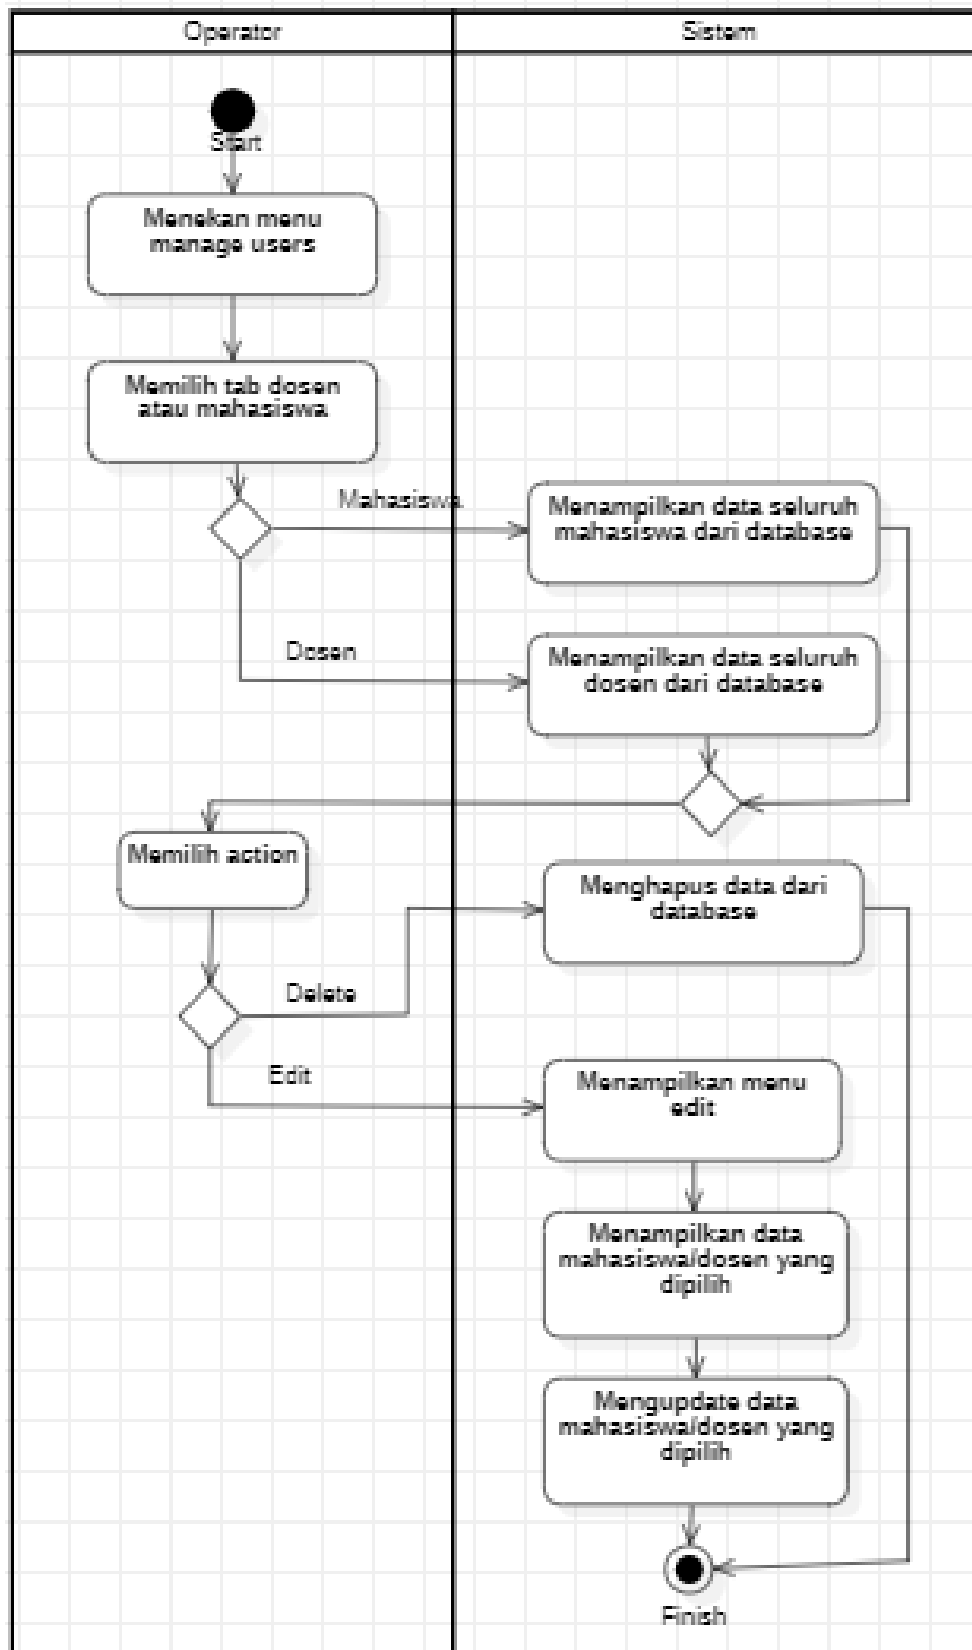 Operator
Sistem
Start
Menekan menu
manage users
Memilih tab dosen
atau mahasiswa
Mahasiswa
Menampilkan data seluruh
mahasiswa dari database
Dosen
Menampilkan data seluruh
dosen dari database
Memilih action
Menghapus data dari
database
Delete
Edit
Menampilkan menu
edit
Menampilkan data
mahasiswa/dosen yang
dipilih
Mengupdate data
mahasiswa/dosen yang
dipilih
Finish